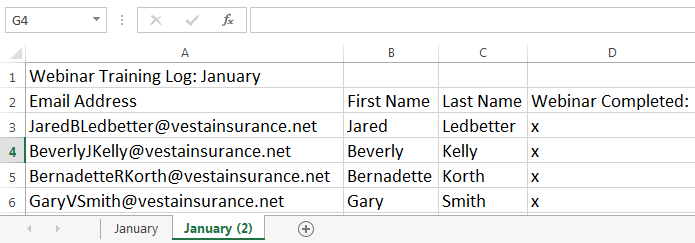 G4 fx
A B C D
1 Webinar Training Log: January
2 Email Address First Name Last Name Webinar Completed:
3 JaredBLedbetter@vestainsurance.net Jared Ledbetter x
4 BeverlyJKelly@vestainsurance.net Beverly Kelly x
5 BernadetteRKorth@vestainsurance.net Bernadette Korth x
6 GaryVSmith@vestainsurance.net Gary Smith x
January January (2)